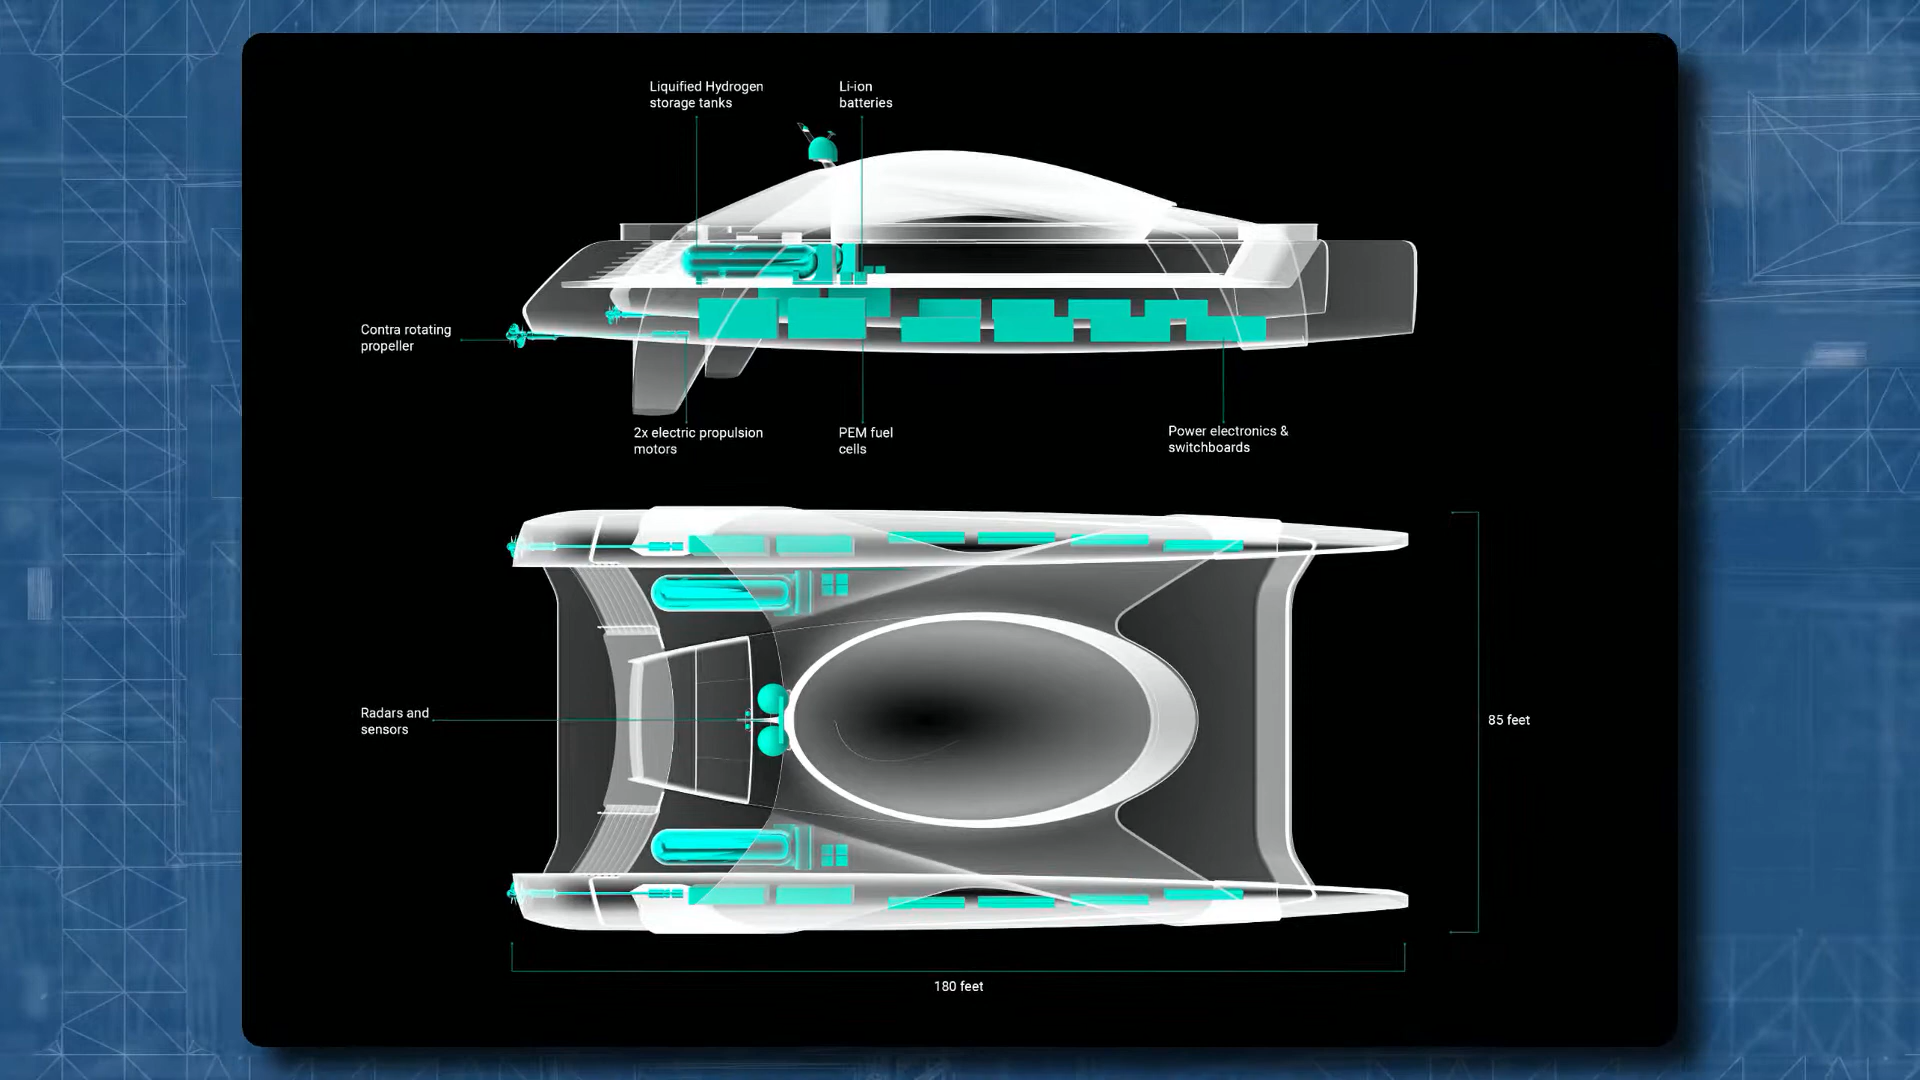 Liquified Hydrogen
storage tanks
Li-ion
batteries
Contra rotating
propeller
2x electric propulsion
motors
PEM fuel
cells
Power electronics &
switchboards
Radars and
sensors
85 feet
180 feet